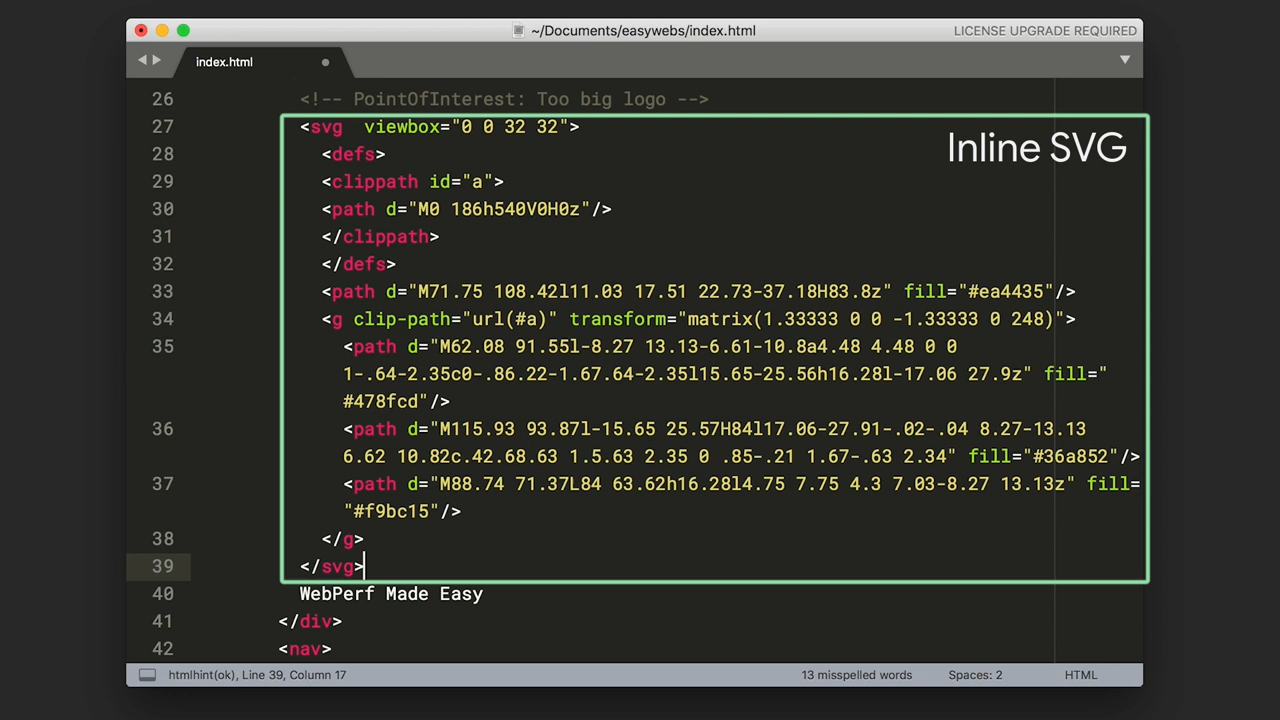 ~/Documents/easywebs/index.html
LICENSE UPGRADE REQUIRED
index.html
26 <!-- PointOfInterest: Too big logo -->
27 <svg  viewbox="0 0 32 32">
Inline SVG
28 <defs>
29 <clippath id="a">
30 <path d="M0 186h540V0H0z"/>
31 </clippath>
32 </defs>
33 <path d="M71.75 108.42l11.03 17.51 22.73-37.18H83.8z" fill="#ea4435"/>
34 <g clip-path="url(#a)" transform="matrix(1.33333 0 0 -1.33333 0 248)">
35 <path d="M62.08 91.55l-8.27 13.13-6.61-10.8a4.48 4.48 0 0
1-.64-2.35c0-.86.22-1.67.64-2.35l15.65-25.56h16.28l-17.06 27.9z" fill="
#478fcd"/>
36 <path d="M115.93 93.87l-15.65 25.57H84l17.06-27.91-.02-.04 8.27-13.13
6.62 10.82c.42.68.63 1.5.63 2.35 0 .85-.21 1.67-.63 2.34" fill="#36a852"/>
37 <path d="M88.74 71.37L84 63.62h16.28l4.75 7.75 4.3 7.03-8.27 13.13z" fill=
"#f9bc15"/>
38 </g>
39 </svg>
40 WebPerf Made Easy
41 </div>
42 <nav>
htmlhint(ok), Line 39, Column 17
13 misspelled words
Spaces: 2
HTML